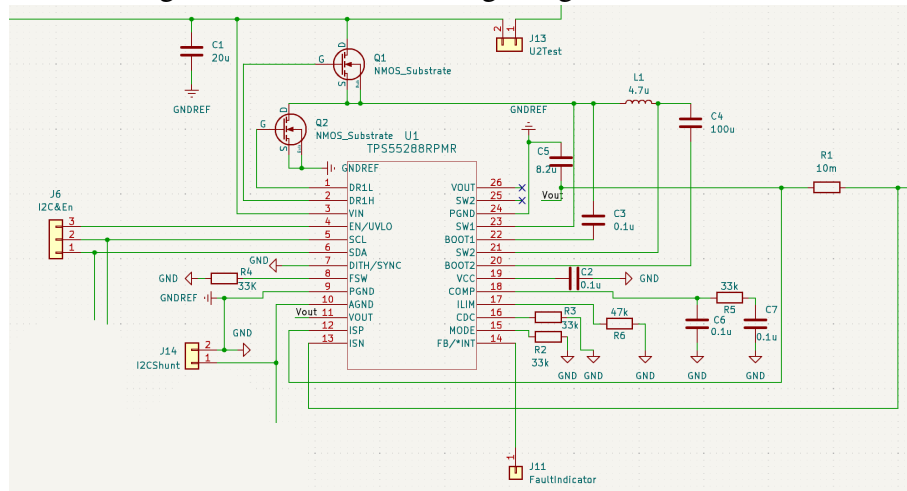 C1
20u
GNDREF
G
D
S
Q1
NMOS_Substrate
2
1
J13
U2Test
L1
4.7u
G
D
S
Q2
NMOS_Substrate
GNDREF
GNDREF
C4
100u
U1
TPS55288RPMR
C5
8.2u
Vout
R1
10m
C3
0.1u
J6
I2C&En
3
2
1
1 DR1L
2 DR1H
3 VIN
4 EN/UVLO
5 SCL
6 SDA
7 DITH/SYNC
8 FSW
9 PGND
10 AGND
Vout 11 VOUT
12 ISP
13 ISN
VOUT 26
SW2 25
PGND 24
SW1 23
BOOT1 22
SW2 21
BOOT2 20
VCC 19
COMP 18
ILIM 17
CDC 16
MODE 15
FB/*INT 14
GND
GND
R4
33K
GNDREF
GND
J14
I2CShunt
2
1
C2
0.1u
GND
33k
R5
C6
0.1u
C7
0.1u
R3
33k
R2
33k
47k
R6
GND
GND
GND
GND
GND
1
J11
FaultIndicator